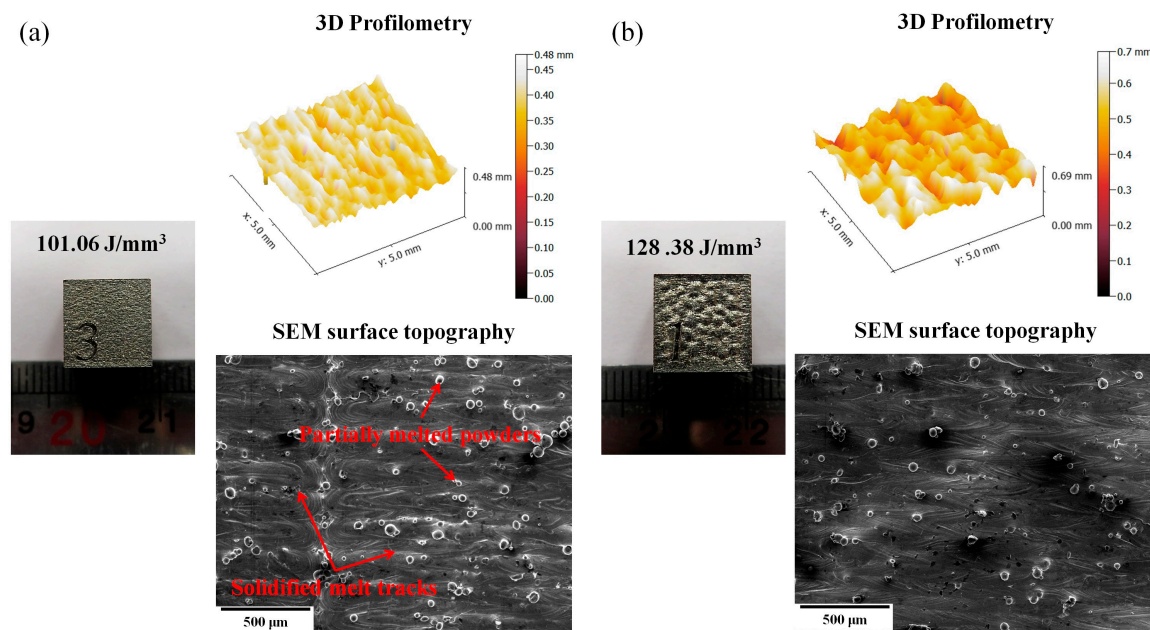 (a)
3D Profilometry
0.48 mm
0.45
0.40
0.35
0.30
0.25
0.20
0.15
0.10
0.05
0.00
0.48 mm
0.00 mm
x: 5.0 mm
y: 5.0 mm
101.06 J/mm³
3
9 20 21
SEM surface topography
Partially melted powders
Solidified melt tracks
500 μm
(b)
3D Profilometry
0.7 mm
0.6
0.5
0.4
0.3
0.2
0.1
0.0
0.69 mm
0.00 mm
x: 5.0 mm
y: 5.0 mm
128 .38 J/mm³
1
2 22
SEM surface topography
500 μm